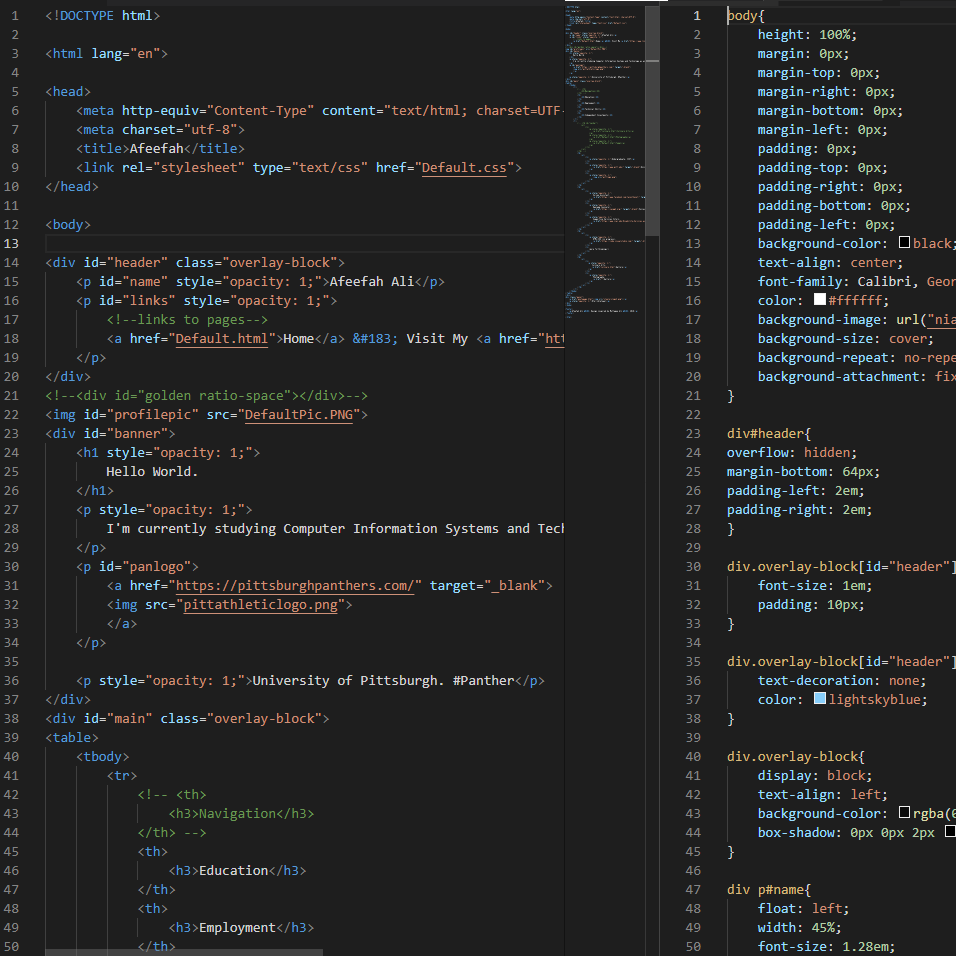 1 <!DOCTYPE html>
2
3 <html lang="en">
4
5 <head>
6 <meta http-equiv="Content-Type" content="text/html; charset=UTF-
7 <meta charset="utf-8">
8 <title>Afeefah</title>
9 <link rel="stylesheet" type="text/css" href="Default.css">
10 </head>
11
12 <body>
13
14 <div id="header" class="overlay-block">
15 <p id="name" style="opacity: 1;">Afeefah Ali</p>
16 <p id="links" style="opacity: 1;">
17 <!--links to pages-->
18 <a href="Default.html">Home</a> &#183; Visit My <a href="htt
19 </p>
20 </div>
21 <!--<div id="golden ratio-space"></div>-->
22 <img id="profilepic" src="DefaultPic.PNG">
23 <div id="banner">
24 <h1 style="opacity: 1;">
25 Hello World.
26 </h1>
27 <p style="opacity: 1;">
28 I'm currently studying Computer Information Systems and Tech
29 </p>
30 <p id="panlogo">
31 <a href="https://pittsburghpanthers.com/" target="_blank">
32 <img src="pittathleticlogo.png">
33 </a>
34 </p>
35
36 <p style="opacity: 1;">University of Pittsburgh. #Panther</p>
37 </div>
38 <div id="main" class="overlay-block">
39 <table>
40 <tbody>
41 <tr>
42 <!-- <th>
43 <h3>Navigation</h3>
44 </th> -->
45 <th>
46 <h3>Education</h3>
47 </th>
48 <th>
49 <h3>Employment</h3>
50 </th>
1 body{
2 height: 100%;
3 margin: 0px;
4 margin-top: 0px;
5 margin-right: 0px;
6 margin-bottom: 0px;
7 margin-left: 0px;
8 padding: 0px;
9 padding-top: 0px;
10 padding-right: 0px;
11 padding-bottom: 0px;
12 padding-left: 0px;
13 background-color: black;
14 text-align: center;
15 font-family: Calibri, Geor
16 color: #ffffff;
17 background-image: url("nia
18 background-size: cover;
19 background-repeat: no-repe
20 background-attachment: fix
21 }
22
23 div#header{
24 overflow: hidden;
25 margin-bottom: 64px;
26 padding-left: 2em;
27 padding-right: 2em;
28 }
29
30 div.overlay-block[id="header"]
31 font-size: 1em;
32 padding: 10px;
33 }
34
35 div.overlay-block[id="header"]
36 text-decoration: none;
37 color: lightskyblue;
38 }
39
40 div.overlay-block{
41 display: block;
42 text-align: left;
43 background-color: rgba(0
44 box-shadow: 0px 0px 2px
45 }
46
47 div p#name{
48 float: left;
49 width: 45%;
50 font-size: 1.28em;